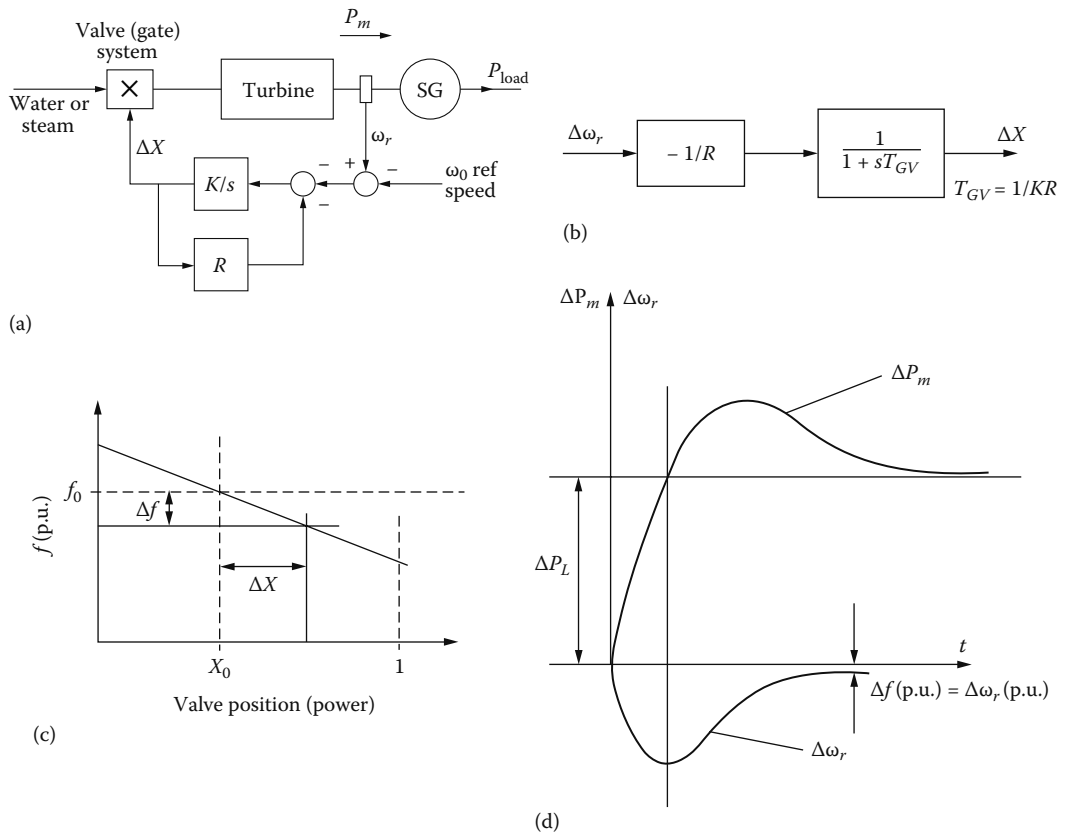 Valve (gate)
system
Water or
steam
Turbine
P_m
SG
P_load
ΔX
ω_r
K/s
R
− + −
−
ω_0 ref
speed
(a)
Δω_r
− 1/R
1
1 + sT_GV
ΔX
T_GV = 1/KR
(b)
f (p.u.)
f_0
Δf
ΔX
X_0
1
Valve position (power)
(c)
ΔP_m
Δω_r
ΔP_m
ΔP_L
t
Δf (p.u.) = Δω_r (p.u.)
Δω_r
(d)